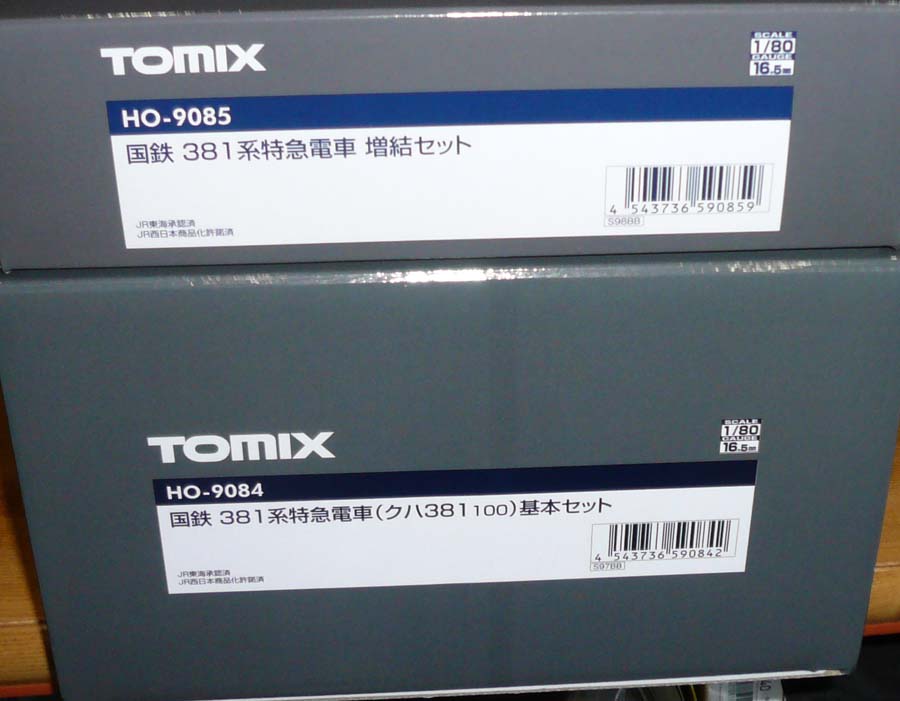 TOMIX
SCALE
1/80
GAUGE
16.5mm
HO-9085
国鉄 381系特急電車 増結セット
4 543736 590859
S98BB
JR東海承認済
JR西日本商品化許諾済
TOMIX
SCALE
1/80
GAUGE
16.5mm
HO-9084
国鉄 381系特急電車(クハ381 100)基本セット
4 543736 590842
S97BB
JR東海承認済
JR西日本商品化許諾済